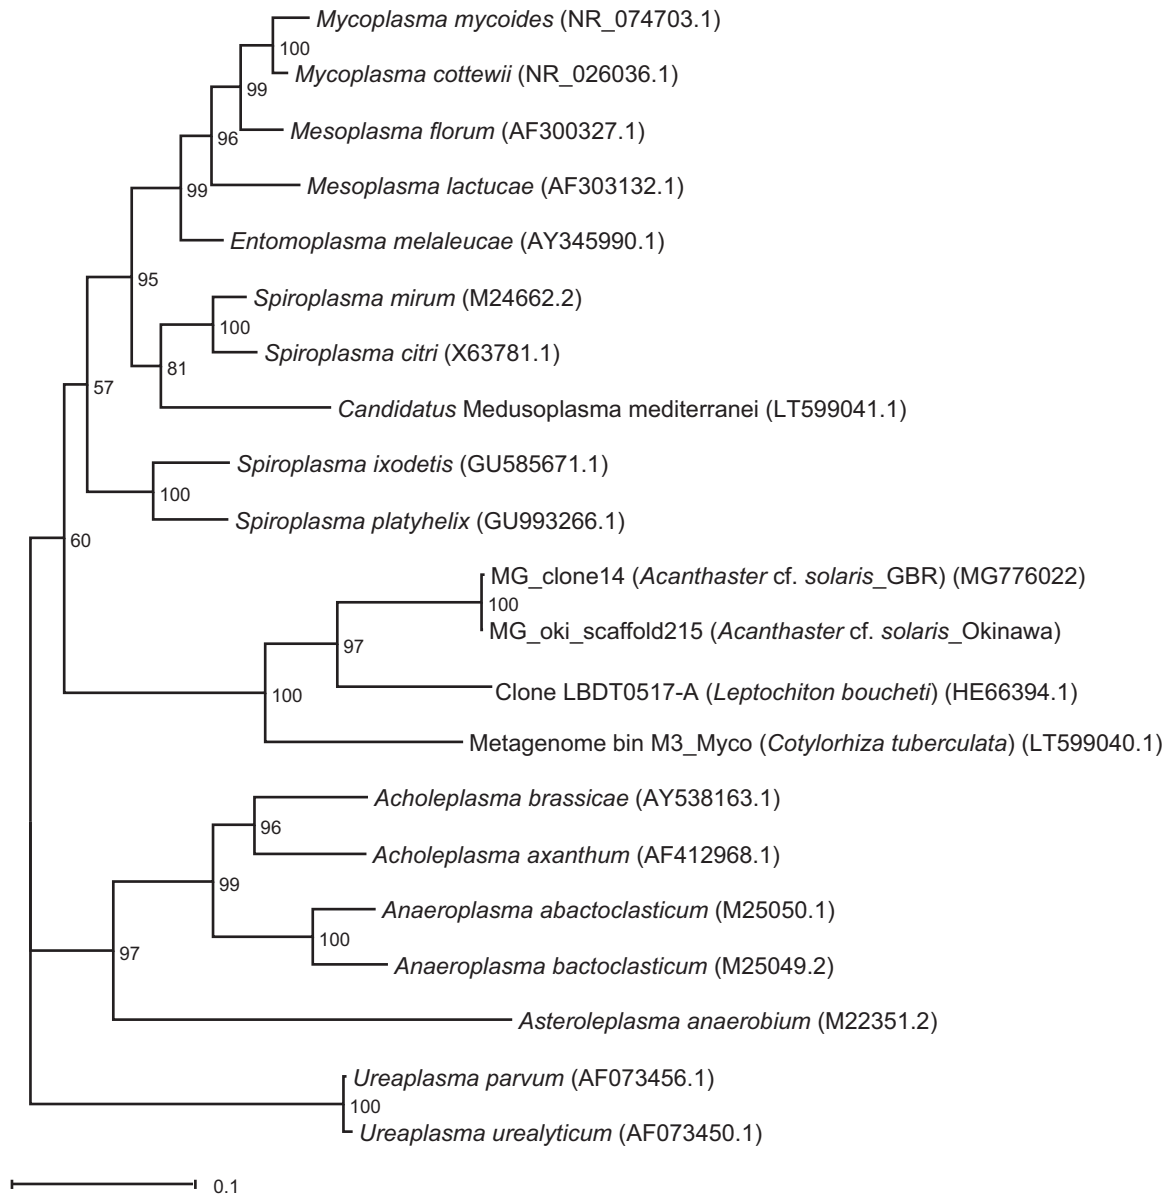 Mycoplasma mycoides (NR_074703.1)
100
Mycoplasma cottewii (NR_026036.1)
99
Mesoplasma florum (AF300327.1)
96
Mesoplasma lactucae (AF303132.1)
99
Entomoplasma melaleucae (AY345990.1)
95
Spiroplasma mirum (M24662.2)
100
Spiroplasma citri (X63781.1)
81
57
Candidatus Medusoplasma mediterranei (LT599041.1)
Spiroplasma ixodetis (GU585671.1)
100
Spiroplasma platyhelix (GU993266.1)
60
MG_clone14 (Acanthaster cf. solaris_GBR) (MG776022)
100
MG_oki_scaffold215 (Acanthaster cf. solaris_Okinawa)
97
Clone LBDT0517-A (Leptochiton boucheti) (HE66394.1)
100
Metagenome bin M3_Myco (Cotylorhiza tuberculata) (LT599040.1)
Acholeplasma brassicae (AY538163.1)
96
Acholeplasma axanthum (AF412968.1)
99
Anaeroplasma abactoclasticum (M25050.1)
100
97
Anaeroplasma bactoclasticum (M25049.2)
Asteroleplasma anaerobium (M22351.2)
Ureaplasma parvum (AF073456.1)
100
Ureaplasma urealyticum (AF073450.1)
0.1